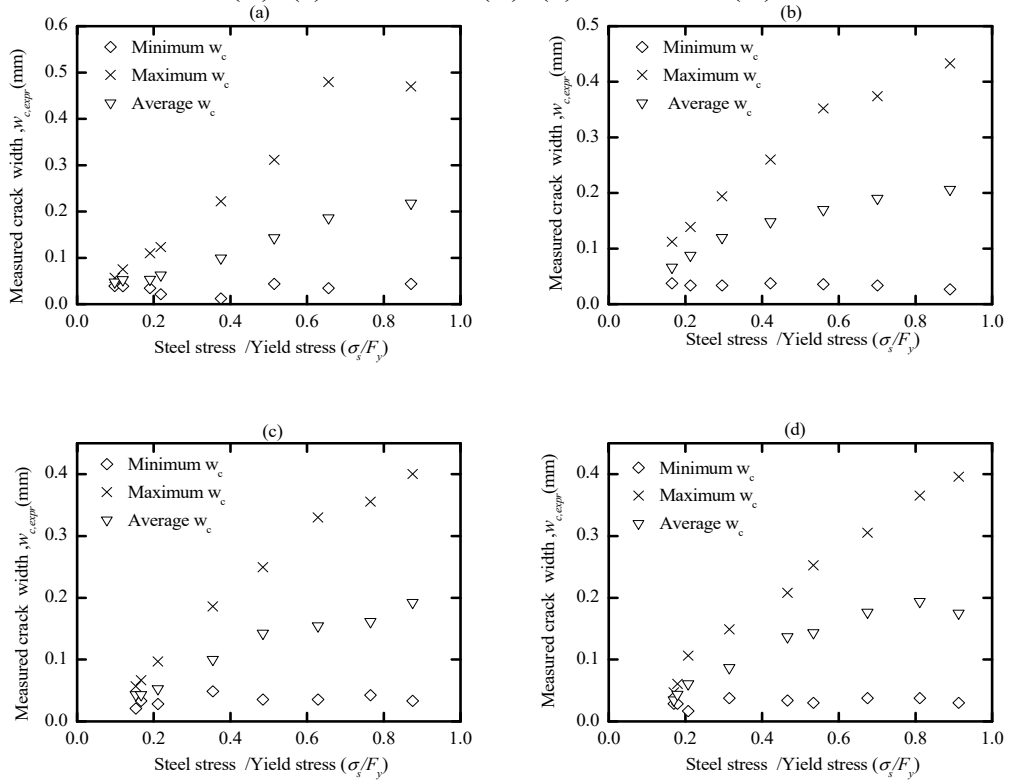 (a)
Measured crack width ,w_c,expr(mm)
0.6
0.5
0.4
0.3
0.2
0.1
0.0
Minimum w_c
Maximum w_c
Average w_c
0.0 0.2 0.4 0.6 0.8 1.0
Steel stress /Yield stress (σ_s/F_y)
(b)
Measured crack width ,w_c,expr(mm)
0.5
0.4
0.3
0.2
0.1
0.0
Minimum w_c
Maximum w_c
Average w_c
0.0 0.2 0.4 0.6 0.8 1.0
Steel stress /Yield stress (σ_s/F_y)
(c)
Measured crack width ,w_c,expr(mm)
0.4
0.3
0.2
0.1
0.0
Minimum w_c
Maximum w_c
Average w_c
0.0 0.2 0.4 0.6 0.8 1.0
Steel stress /Yield stress (σ_s/F_y)
(d)
Measured crack width ,w_c,expr(mm)
0.4
0.3
0.2
0.1
0.0
Minimum w_c
Maximum w_c
Average w_c
0.0 0.2 0.4 0.6 0.8 1.0
Steel stress /Yield stress (σ_s/F_y)